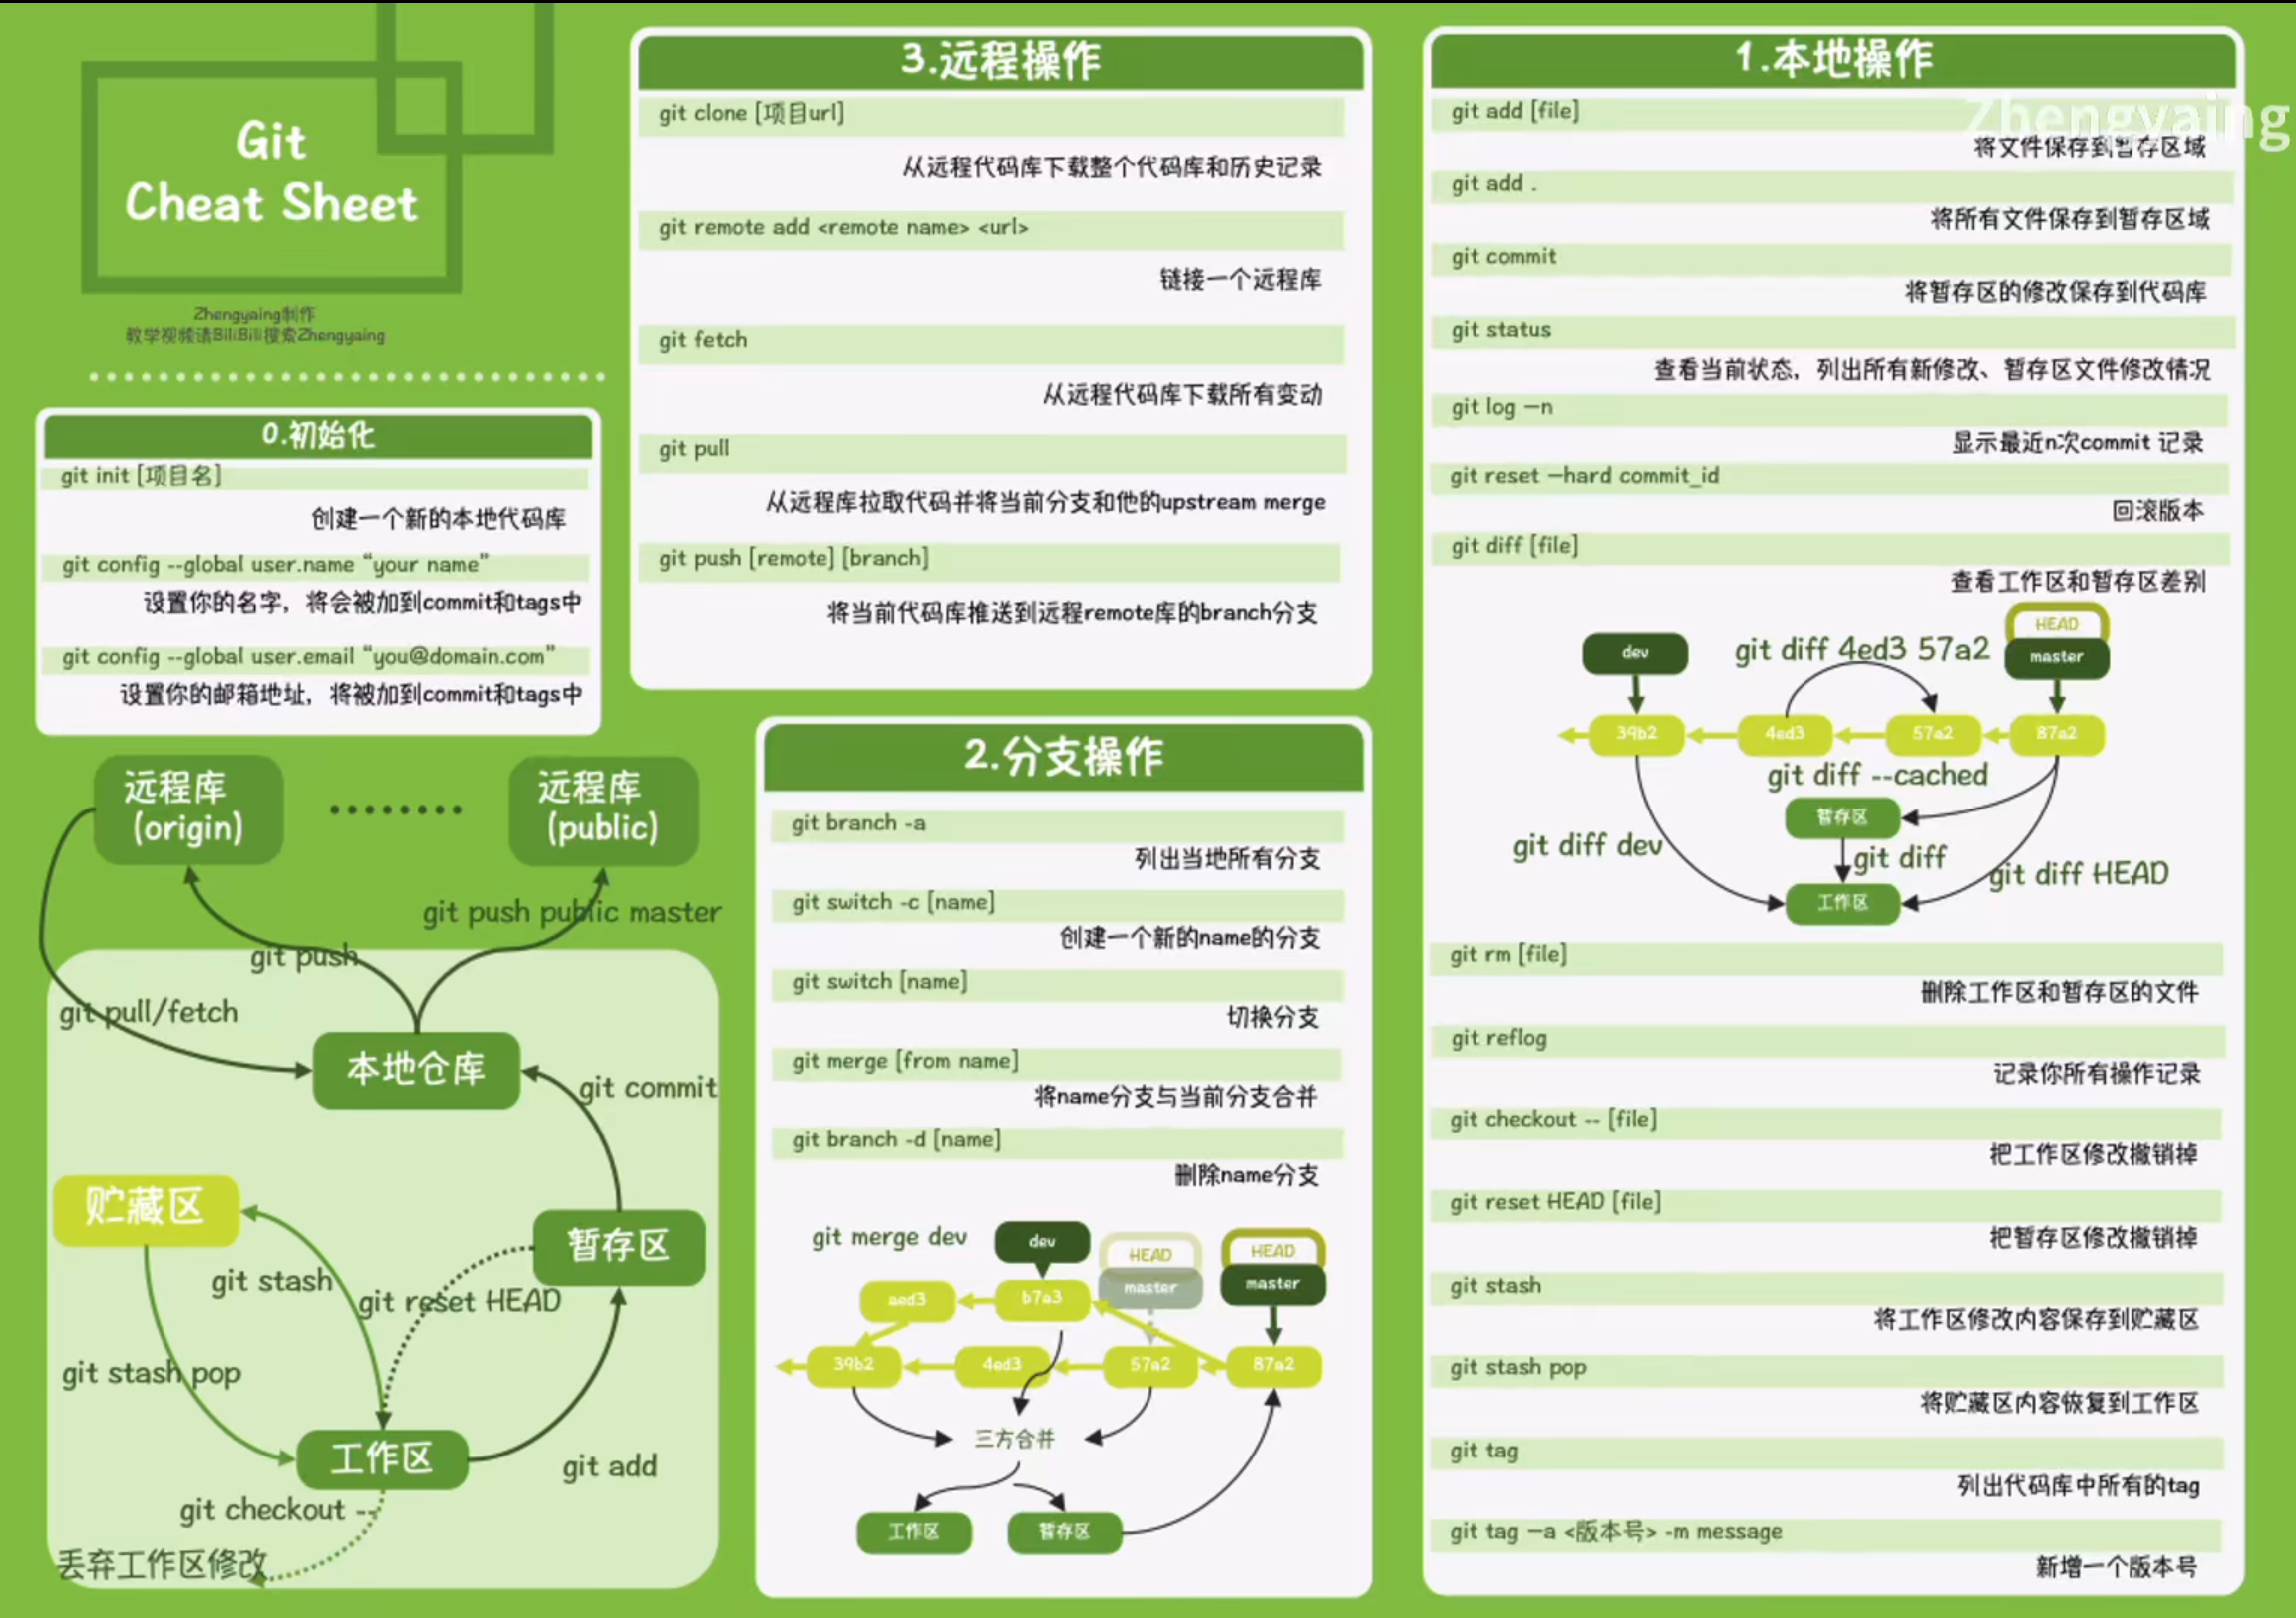 Git
Cheat Sheet
Zhengyaing制作
教学视频请BiliBili搜索Zhengyaing
0.初始化
git init [项目名]
创建一个新的本地代码库
git config --global user.name “your name”
设置你的名字，将会被加到commit和tags中
git config --global user.email “you@domain.com”
设置你的邮箱地址，将被加到commit和tags中
远程库
(origin)
远程库
(public)
git push public master
git push
git pull/fetch
本地仓库
git commit
贮藏区
暂存区
git stash
git reset HEAD
git stash pop
工作区
git add
git checkout --
丢弃工作区修改
3.远程操作
git clone [项目url]
从远程代码库下载整个代码库和历史记录
git remote add <remote name> <url>
链接一个远程库
git fetch
从远程代码库下载所有变动
git pull
从远程库拉取代码并将当前分支和他的upstream merge
git push [remote] [branch]
将当前代码库推送到远程remote库的branch分支
2.分支操作
git branch -a
列出当地所有分支
git switch -c [name]
创建一个新的name的分支
git switch [name]
切换分支
git merge [from name]
将name分支与当前分支合并
git branch -d [name]
删除name分支
git merge dev
dev
HEAD
master
HEAD
master
aed3
b7a3
39b2
4ed3
57a2
87a2
三方合并
工作区
暂存区
1.本地操作
Zhengyaing
git add [file]
将文件保存到暂存区域
git add .
将所有文件保存到暂存区域
git commit
将暂存区的修改保存到代码库
git status
查看当前状态，列出所有新修改、暂存区文件修改情况
git log —n
显示最近n次commit 记录
git reset —hard commit_id
回滚版本
git diff [file]
查看工作区和暂存区差别
dev
git diff 4ed3 57a2
HEAD
master
39b2
4ed3
57a2
87a2
git diff --cached
暂存区
git diff dev
git diff
git diff HEAD
工作区
git rm [file]
删除工作区和暂存区的文件
git reflog
记录你所有操作记录
git checkout -- [file]
把工作区修改撤销掉
git reset HEAD [file]
把暂存区修改撤销掉
git stash
将工作区修改内容保存到贮藏区
git stash pop
将贮藏区内容恢复到工作区
git tag
列出代码库中所有的tag
git tag —a <版本号> -m message
新增一个版本号